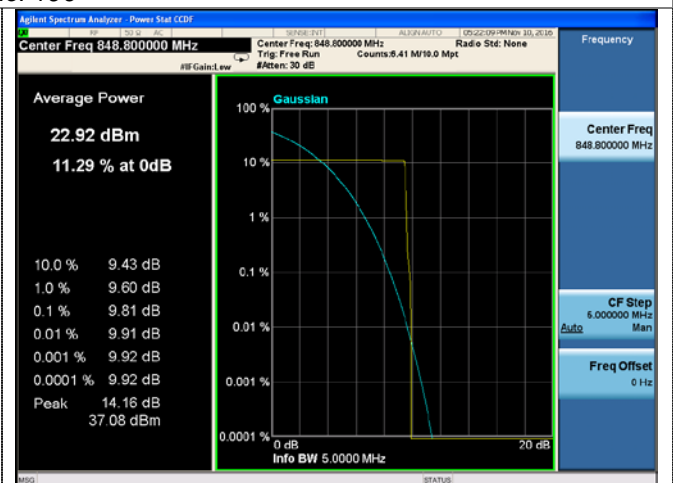 Agilent Spectrum Analyzer - Power Stat CCDF
RF 50 Ω AC SENSE:INT ALIGN AUTO 05:22:09 PM Nov 10, 2016
Center Freq 848.800000 MHz
Center Freq: 848.800000 MHz Radio Std: None
Trig: Free Run Counts:6.41 M/10.0 Mpt
#IFGain:Low #Atten: 30 dB
Frequency
Average Power
22.92 dBm
11.29 % at 0dB
10.0 % 9.43 dB
1.0 % 9.60 dB
0.1 % 9.81 dB
0.01 % 9.91 dB
0.001 % 9.92 dB
0.0001 % 9.92 dB
Peak 14.16 dB
37.08 dBm
Gaussian
100 %
10 %
1 %
0.1 %
0.01 %
0.001 %
0.0001 %
0 dB 20 dB
Info BW 5.0000 MHz
Center Freq
848.800000 MHz
CF Step
5.000000 MHz
Auto Man
Freq Offset
0 Hz
MSG STATUS